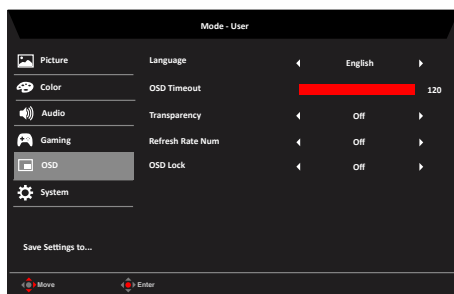 Mode - User
Picture
Language
English
Color
OSD Timeout
120
Audio
Transparency
Off
Gaming
Refresh Rate Num
Off
OSD
OSD Lock
Off
System
Save Settings to...
Move
Enter